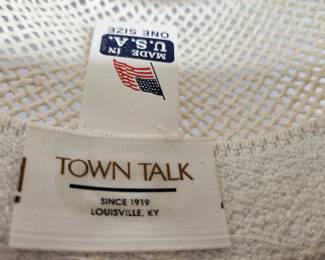 MADE IN
U.S.A.
ONE SIZE
TOWN TALK
SINCE 1919
LOUISVILLE, KY